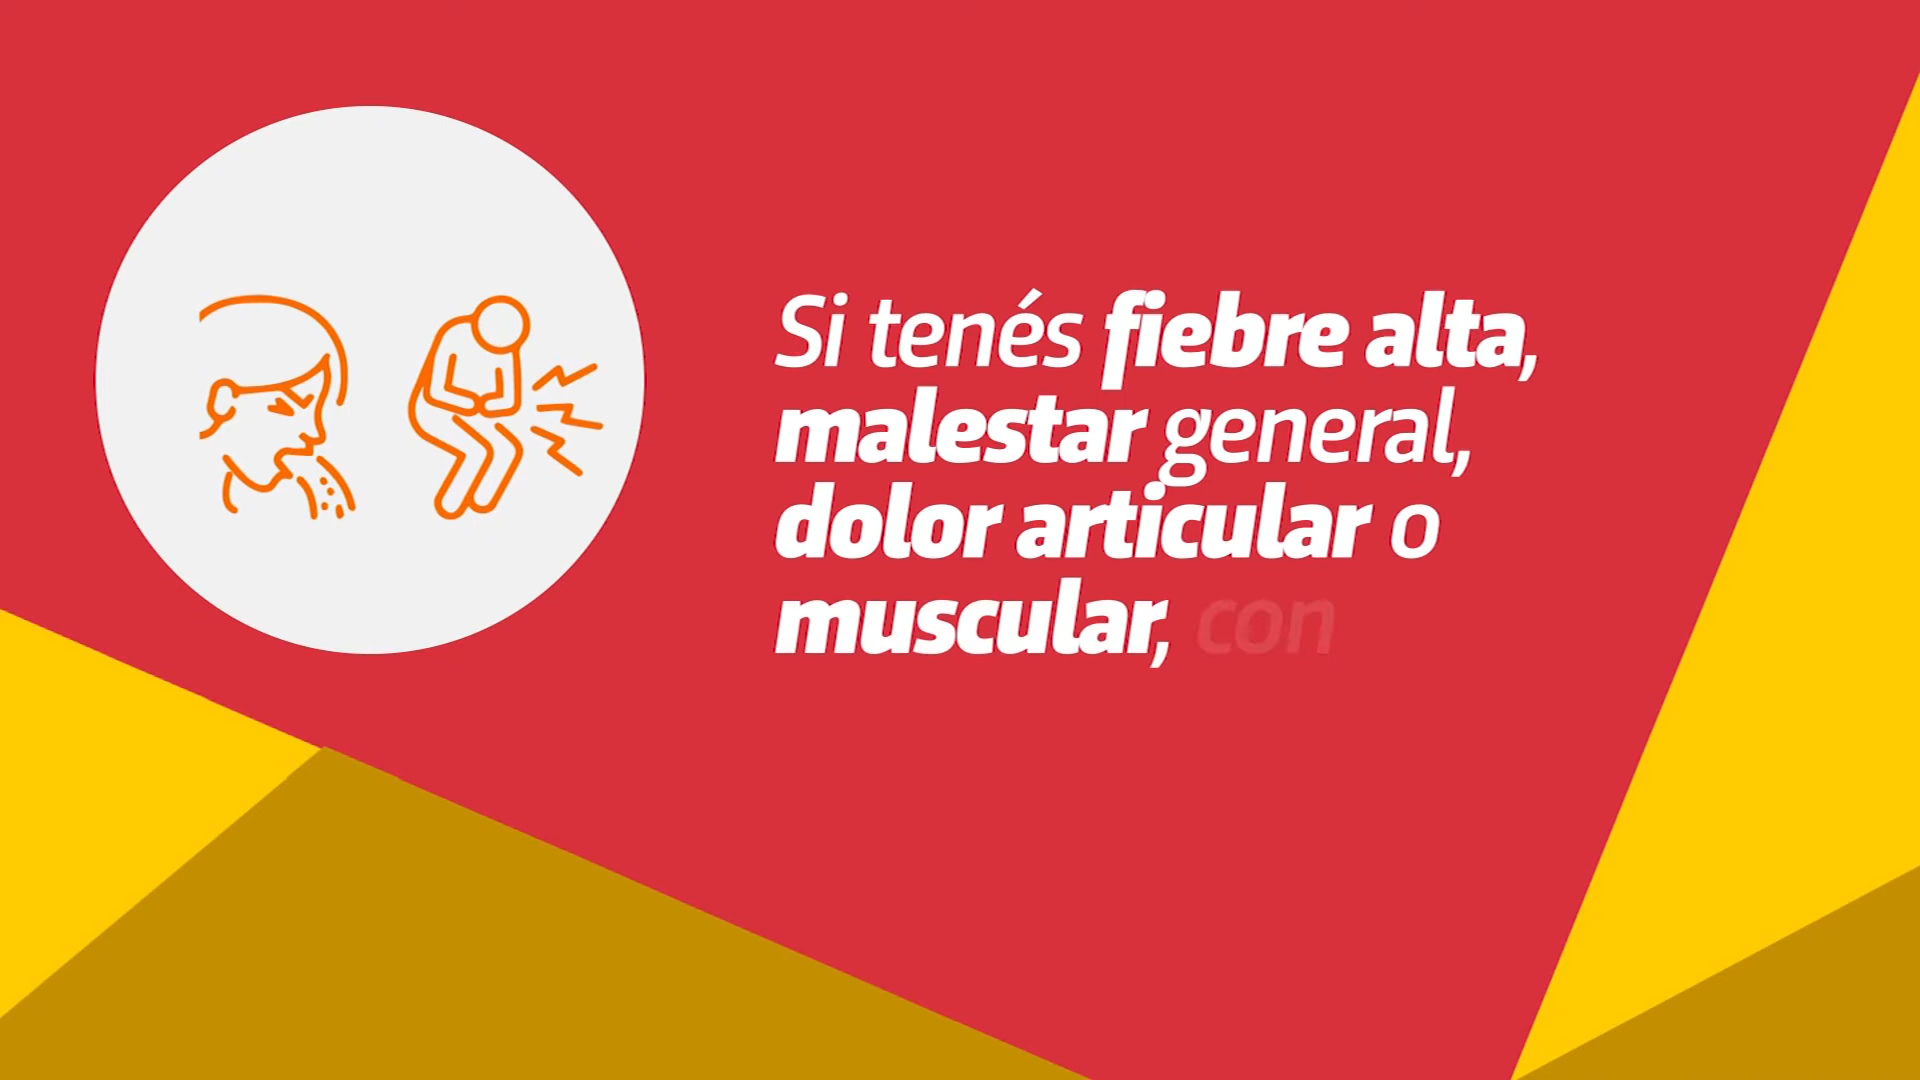 Si tenés fiebre alta,
malestar general,
dolor articular o
muscular, con